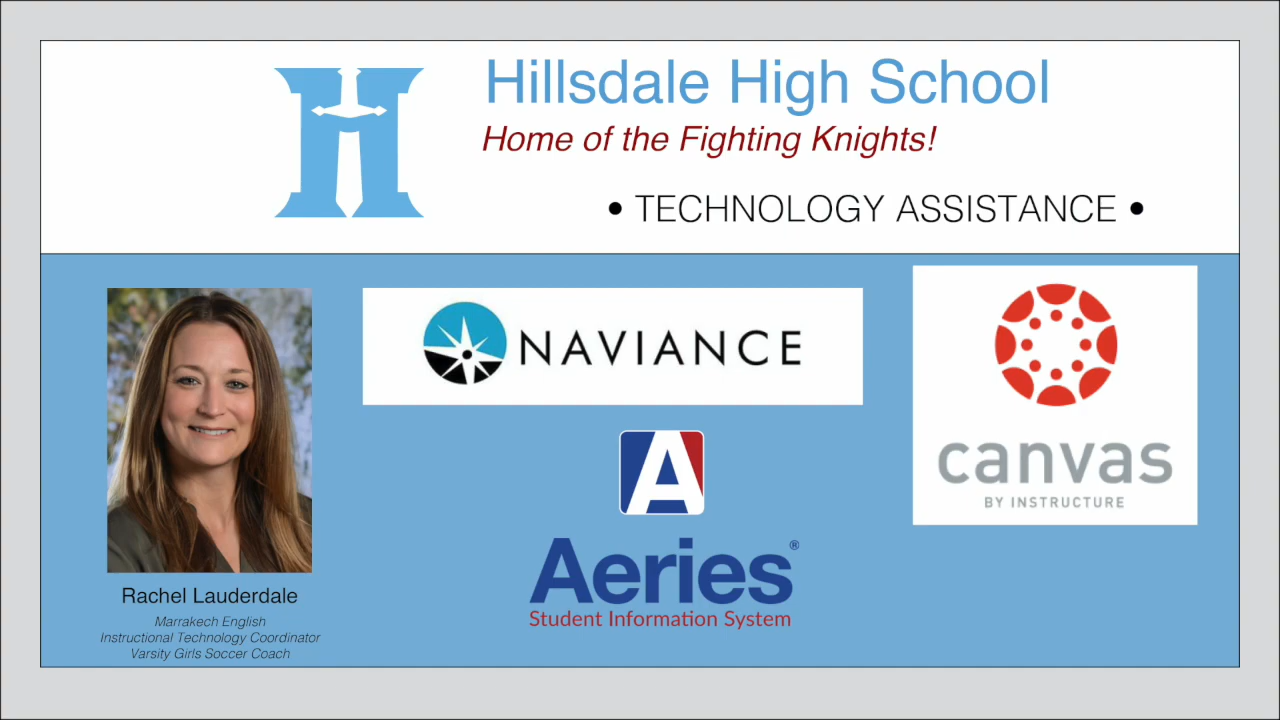 Hillsdale High School
Home of the Fighting Knights!
• TECHNOLOGY ASSISTANCE •
NAVIANCE
canvas
BY INSTRUCTURE
A
Aeries®
Student Information System
Rachel Lauderdale
Marrakech English
Instructional Technology Coordinator
Varsity Girls Soccer Coach